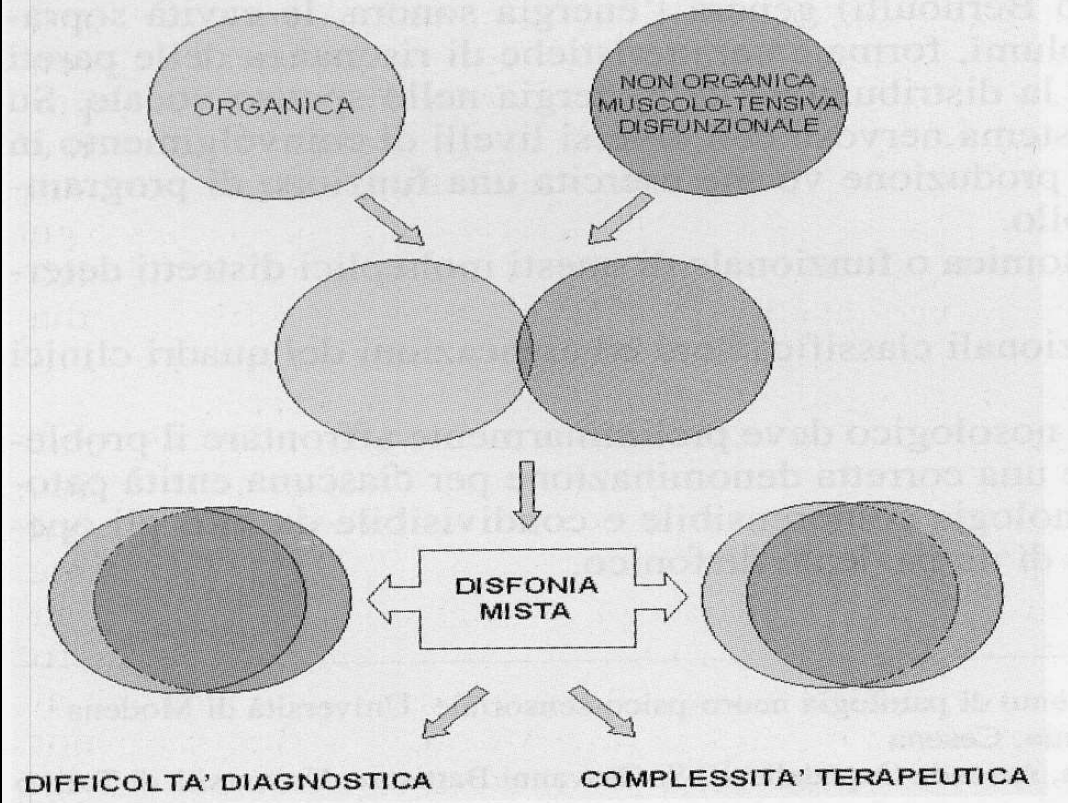 ORGANICA
NON ORGANICA
MUSCOLO-TENSIVA
DISFUNZIONALE
DISFONIA
MISTA
DIFFICOLTA' DIAGNOSTICA
COMPLESSITA' TERAPEUTICA